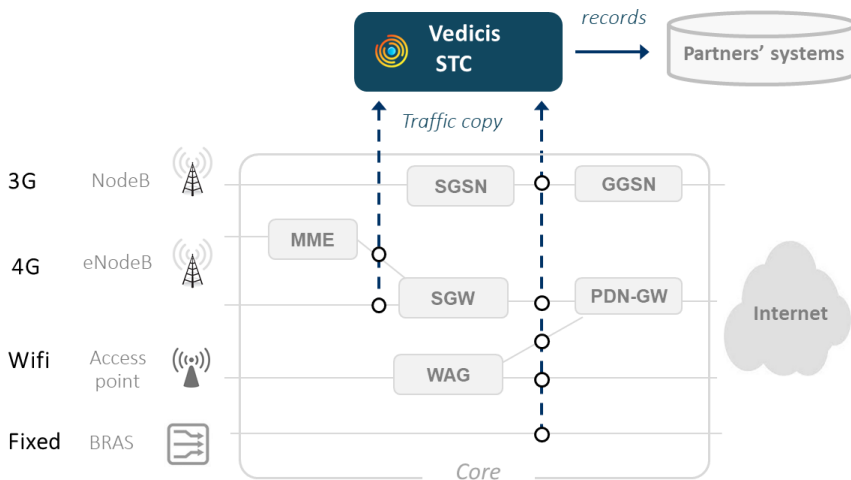 Vedicis
STC
records
Partners' systems
Traffic copy
3G
NodeB
SGSN
GGSN
MME
4G
eNodeB
SGW
PDN-GW
Internet
Wifi
Access
point
WAG
Fixed
BRAS
Core